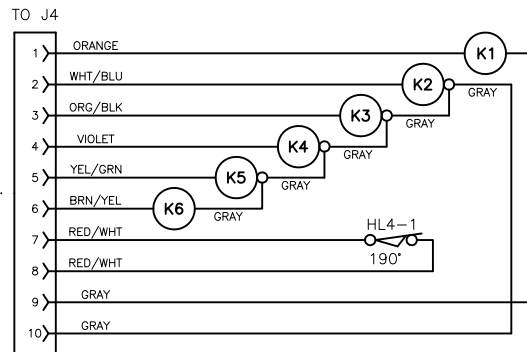 TO J4
1 ORANGE K1
2 WHT/BLU K2 GRAY
3 ORG/BLK K3 GRAY
4 VIOLET K4 GRAY
5 YEL/GRN K5 GRAY
6 BRN/YEL K6 GRAY
7 RED/WHT HL4-1
190°
8 RED/WHT
9 GRAY
10 GRAY